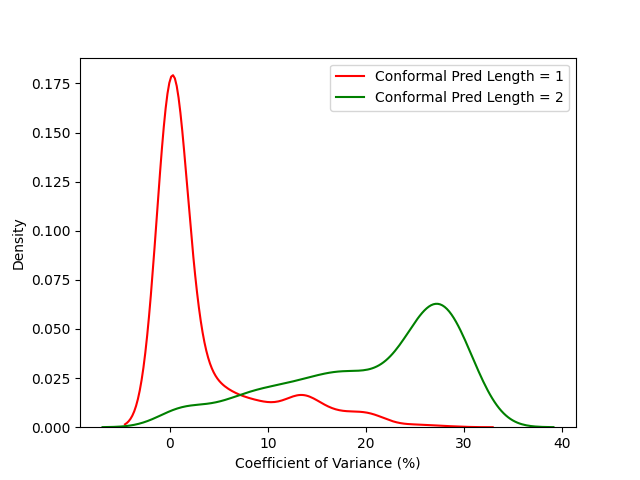 Conformal Pred Length = 1
Conformal Pred Length = 2
0.175
0.150
0.125
0.100
0.075
0.050
0.025
0.000
Density
0 10 20 30 40
Coefficient of Variance (%)